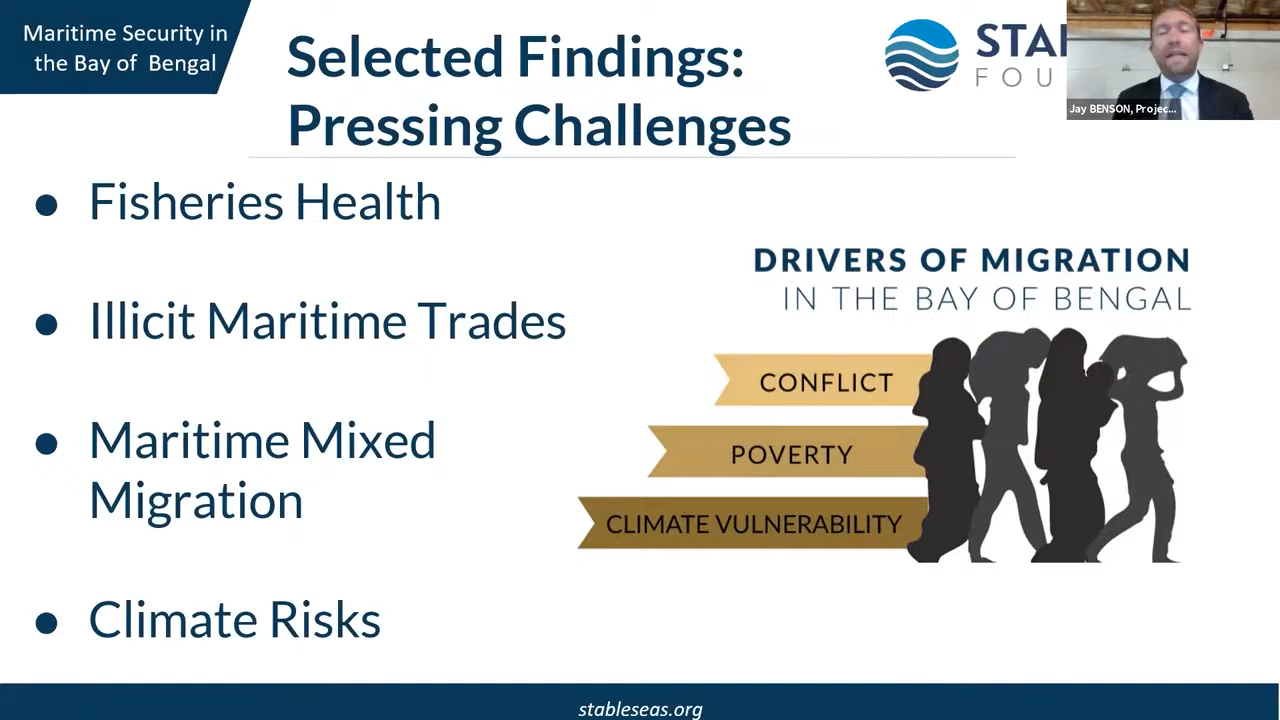 Maritime Security in
the Bay of Bengal
Selected Findings:
Pressing Challenges
FOU
Jay BENSON, Projec...
● Fisheries Health
● Illicit Maritime Trades
● Maritime Mixed
Migration
● Climate Risks
DRIVERS OF MIGRATION
IN THE BAY OF BENGAL
CONFLICT
POVERTY
CLIMATE VULNERABILITY
stableseas.org